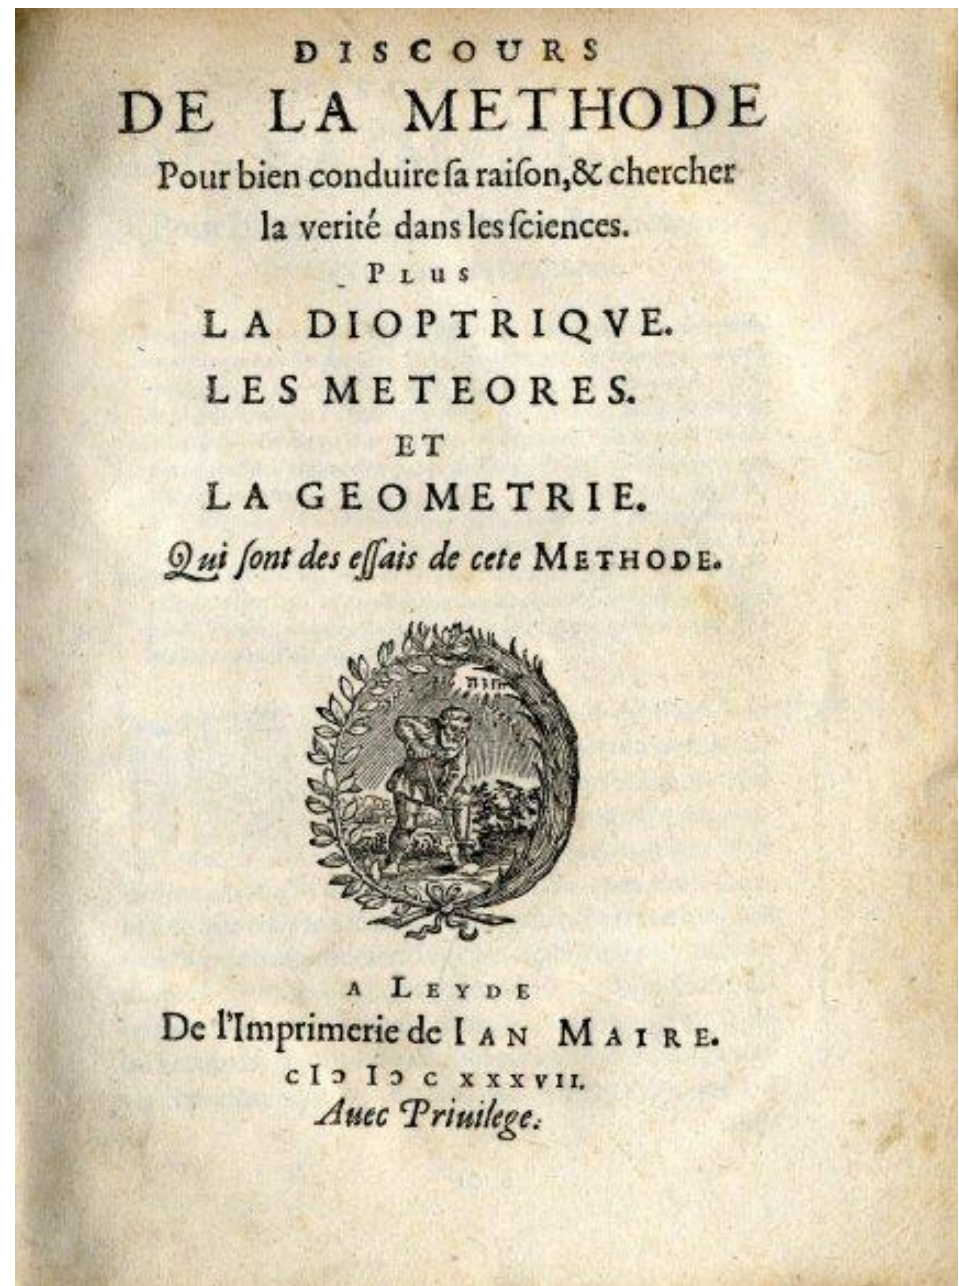 DISCOURS
DE LA METHODE
Pour bien conduire ſa raiſon, & chercher
la verité dans les ſciences.
PLUS
LA DIOPTRIQVE.
LES METEORES.
ET
LA GEOMETRIE.
Qui ſont des eſſais de cete METHODE.
A LEYDE
De l'Imprimerie de IAN MAIRE.
cIↄ Iↄ c xxxvii.
Auec Priuilege.